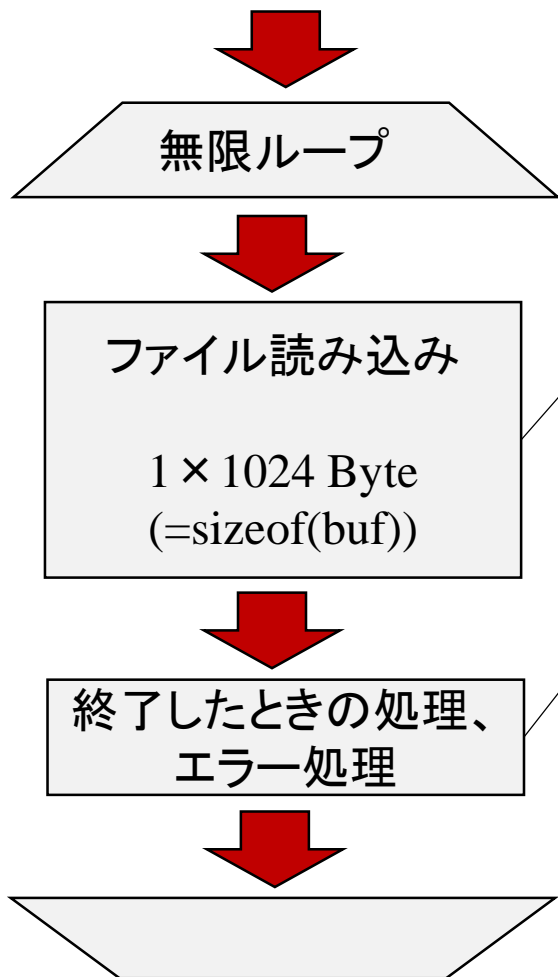 無限ループ
ファイル読み込み
1×1024 Byte
(=sizeof(buf))
終了したときの処理、
エラー処理